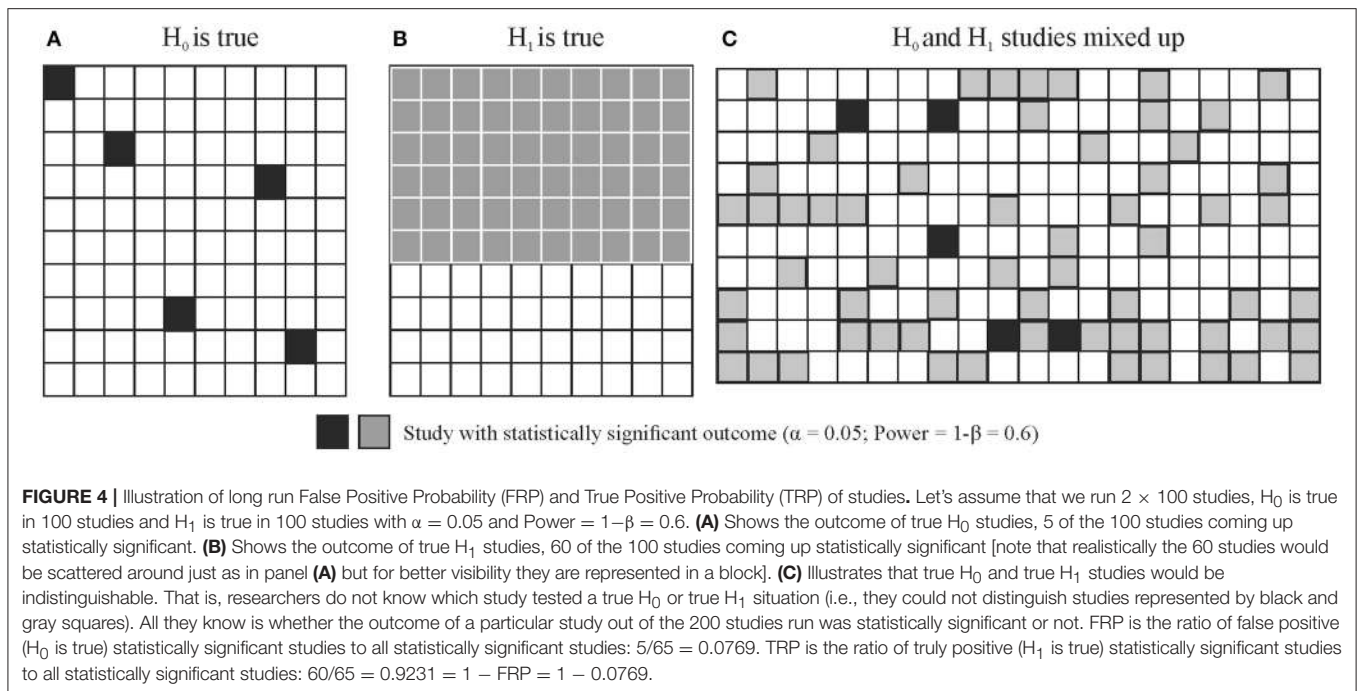 A H₀ is true B H₁ is true C H₀ and H₁ studies mixed up
Study with statistically significant outcome (α = 0.05; Power = 1-β = 0.6)
FIGURE 4 | Illustration of long run False Positive Probability (FRP) and True Positive Probability (TRP) of studies. Let's assume that we run 2 × 100 studies, H₀ is true
in 100 studies and H₁ is true in 100 studies with α = 0.05 and Power = 1−β = 0.6. (A) Shows the outcome of true H₀ studies, 5 of the 100 studies coming up
statistically significant. (B) Shows the outcome of true H₁ studies, 60 of the 100 studies coming up statistically significant [note that realistically the 60 studies would
be scattered around just as in panel (A) but for better visibility they are represented in a block]. (C) Illustrates that true H₀ and true H₁ studies would be
indistinguishable. That is, researchers do not know which study tested a true H₀ or true H₁ situation (i.e., they could not distinguish studies represented by black and
gray squares). All they know is whether the outcome of a particular study out of the 200 studies run was statistically significant or not. FRP is the ratio of false positive
(H₀ is true) statistically significant studies to all statistically significant studies: 5/65 = 0.0769. TRP is the ratio of truly positive (H₁ is true) statistically significant studies
to all statistically significant studies: 60/65 = 0.9231 = 1 − FRP = 1 − 0.0769.